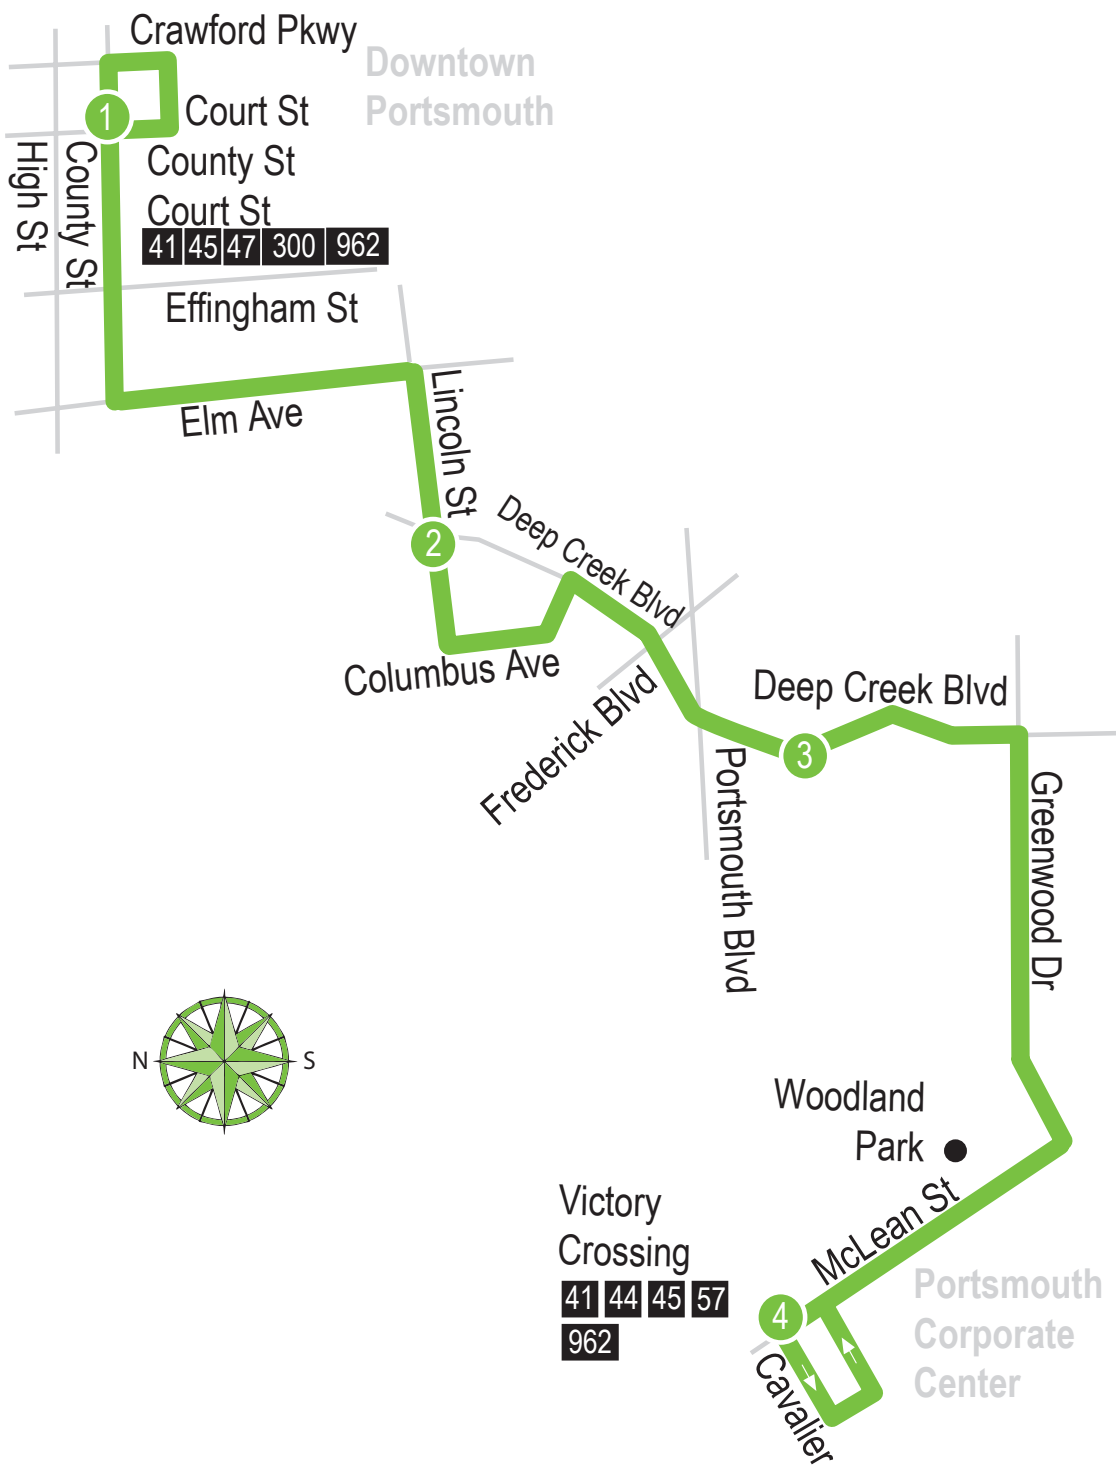 Crawford Pkwy
Downtown
Portsmouth
1
Court St
High St
County St
County St
Court St
41 45 47 300 962
Effingham St
Elm Ave
Lincoln St
2
Deep Creek Blvd
Columbus Ave
Frederick Blvd
3
Deep Creek Blvd
Portsmouth Blvd
Greenwood Dr
N S
Woodland
Park
McLean St
Victory
Crossing
41 44 45 57
962
4
Cavalier
Portsmouth
Corporate
Center